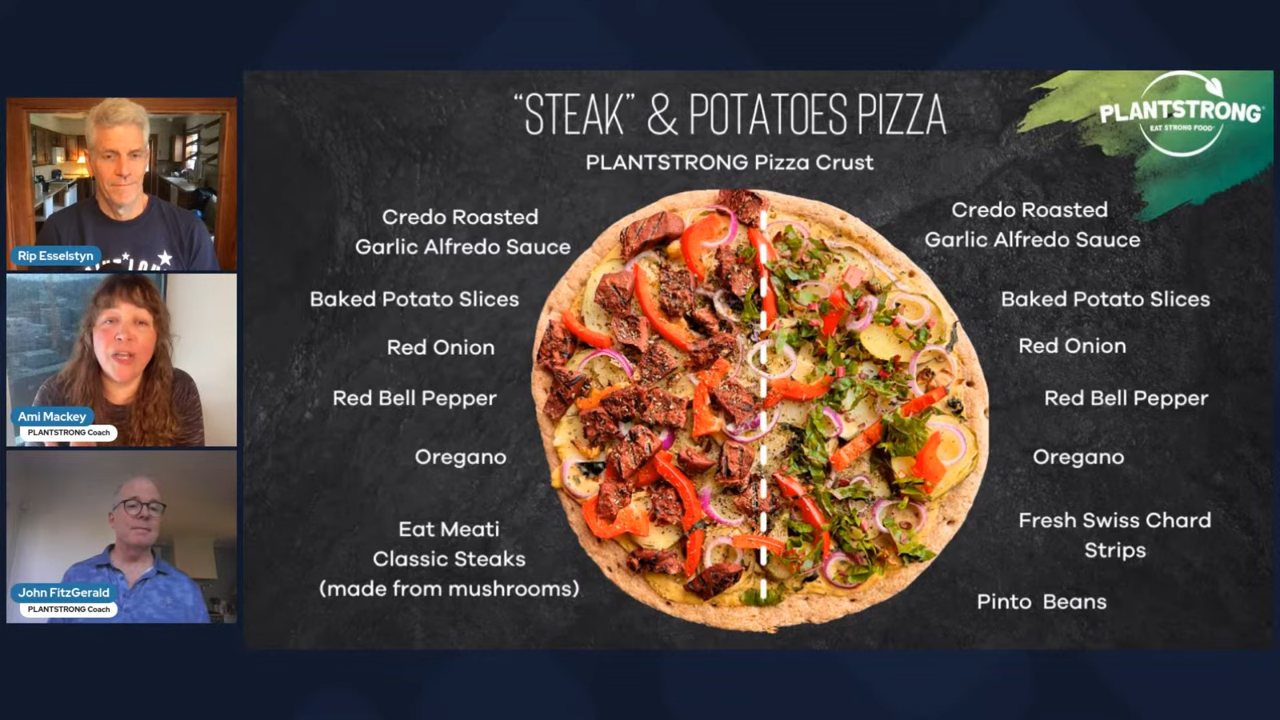 "STEAK" & POTATOES PIZZA
PLANTSTRONG Pizza Crust
PLANTSTRONG
EAT STRONG FOOD
Credo Roasted
Garlic Alfredo Sauce
Baked Potato Slices
Red Onion
Red Bell Pepper
Oregano
Eat Meati
Classic Steaks
(made from mushrooms)
Credo Roasted
Garlic Alfredo Sauce
Baked Potato Slices
Red Onion
Red Bell Pepper
Oregano
Fresh Swiss Chard
Strips
Pinto Beans
Rip Esselstyn
Ami Mackey
PLANTSTRONG Coach
John FitzGerald
PLANTSTRONG Coach